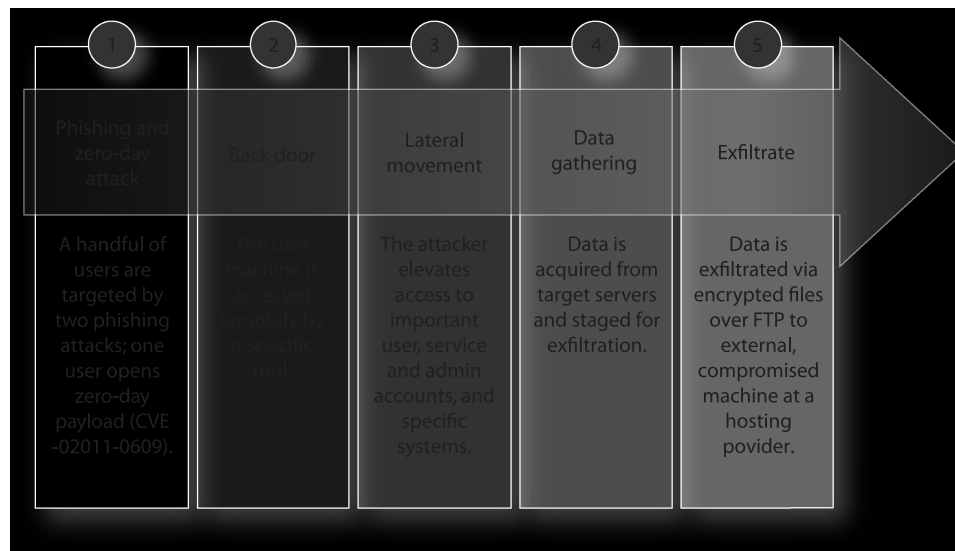 1
2
3
4
5
Phishing and
zero-day
attack
Back door
Lateral
movement
Data
gathering
Exfiltrate
A handful of
users are
targeted by
two phishing
attacks; one
user opens
zero-day
payload (CVE
-02011-0609).
The user
machine is
accessed
remotely by
a specific
tool
The attacker
elevates
access to
important
user, service
and admin
accounts, and
specific
systems.
Data is
acquired from
target servers
and staged for
exfiltration.
Data is
exfiltrated via
encrypted files
over FTP to
external,
compromised
machine at a
hosting
povider.